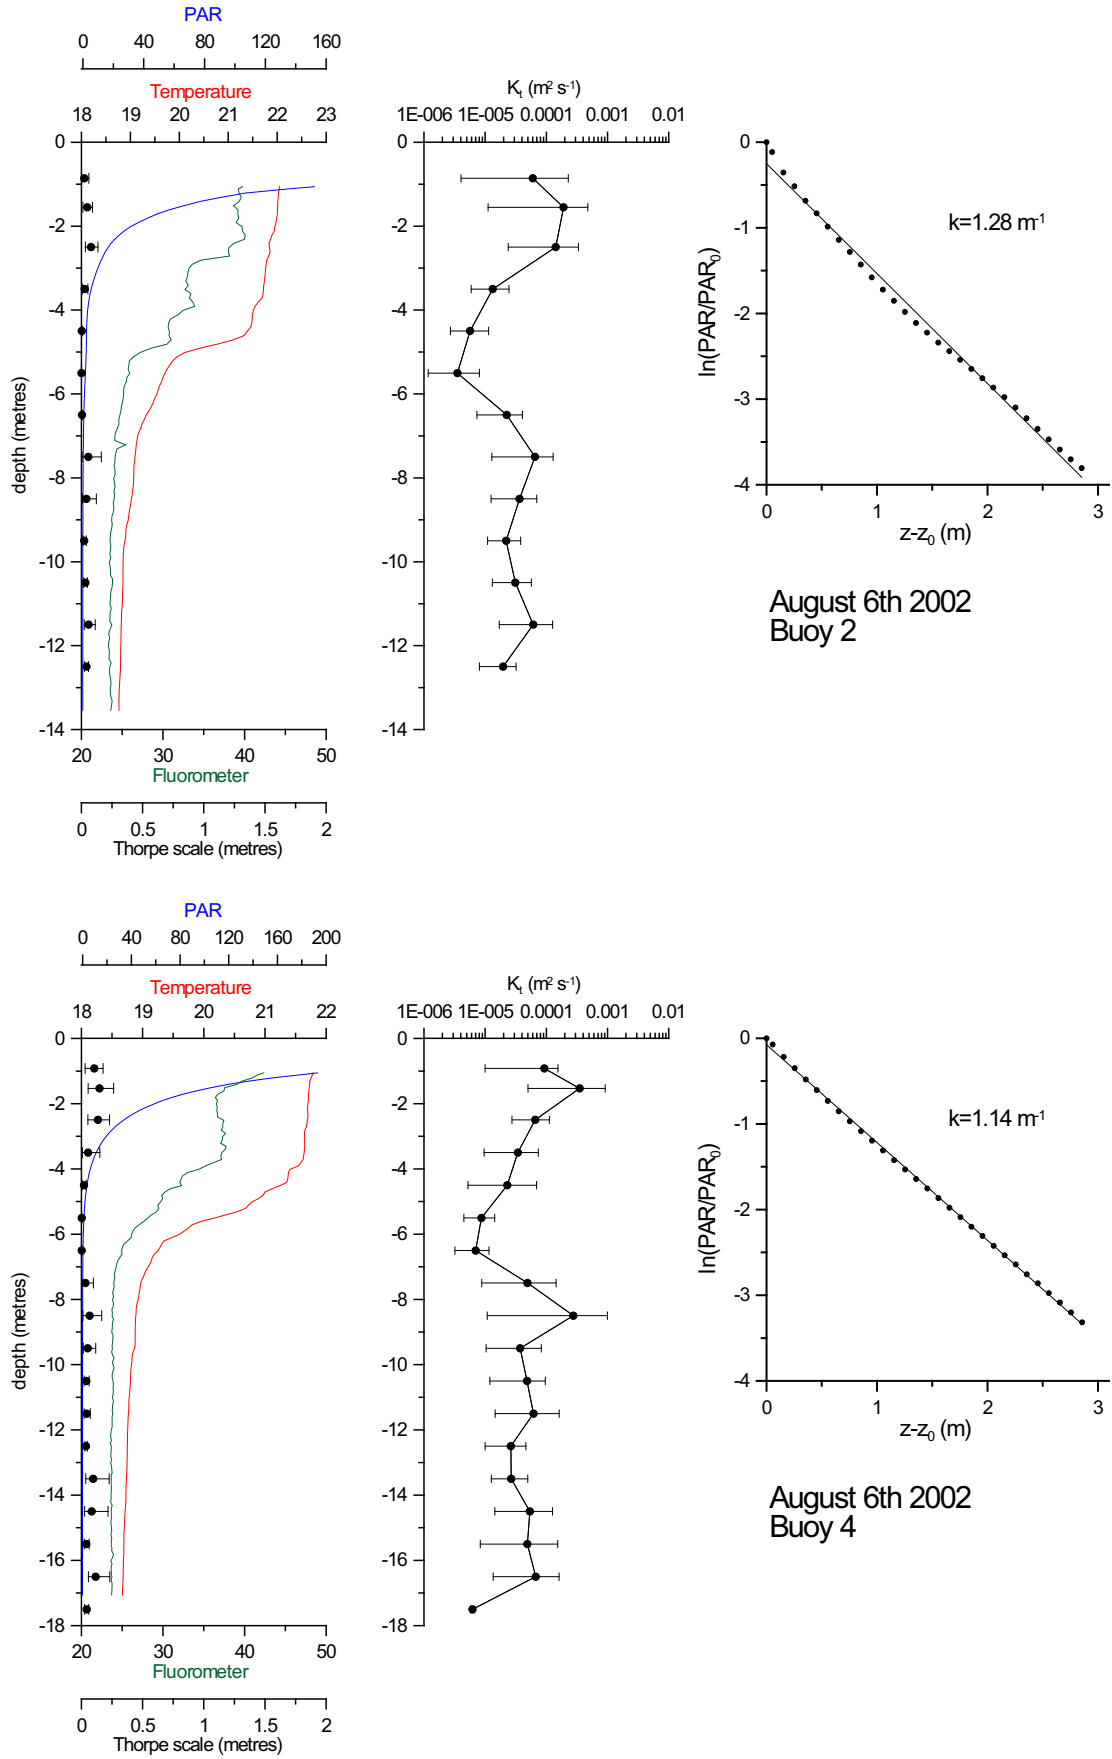 PAR
0 40 80 120 160
Temperature
18 19 20 21 22 23
0
-2
-4
-6
-8
-10
-12
-14
depth (metres)
20 30 40 50
Fluorometer
0 0.5 1 1.5 2
Thorpe scale (metres)
Kt (m² s⁻¹)
1E-006 1E-005 0.0001 0.001 0.01
0
-2
-4
-6
-8
-10
-12
-14
0
-1
-2
-3
-4
ln(PAR/PAR₀)
k=1.28 m⁻¹
0 1 2 3
z-z₀ (m)
August 6th 2002
Buoy 2
PAR
0 40 80 120 160 200
Temperature
18 19 20 21 22
0
-2
-4
-6
-8
-10
-12
-14
-16
-18
depth (metres)
20 30 40 50
Fluorometer
0 0.5 1 1.5 2
Thorpe scale (metres)
Kt (m² s⁻¹)
1E-006 1E-005 0.0001 0.001 0.01
0
-2
-4
-6
-8
-10
-12
-14
-16
-18
0
-1
-2
-3
-4
ln(PAR/PAR₀)
k=1.14 m⁻¹
0 1 2 3
z-z₀ (m)
August 6th 2002
Buoy 4